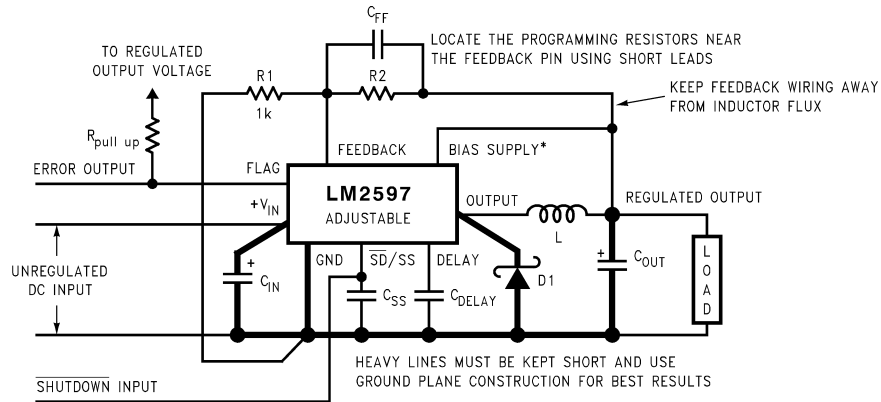 C_FF
LOCATE THE PROGRAMMING RESISTORS NEAR
THE FEEDBACK PIN USING SHORT LEADS
TO REGULATED
OUTPUT VOLTAGE
R1
R2
KEEP FEEDBACK WIRING AWAY
FROM INDUCTOR FLUX
1k
R_pull up
FEEDBACK
BIAS SUPPLY*
ERROR OUTPUT
FLAG
LM2597
ADJUSTABLE
OUTPUT
REGULATED OUTPUT
+V_IN
L
UNREGULATED
DC INPUT
+
C_IN
GND
S̅D̅/SS
DELAY
D1
+
C_OUT
LOAD
C_SS
C_DELAY
HEAVY LINES MUST BE KEPT SHORT AND USE
GROUND PLANE CONSTRUCTION FOR BEST RESULTS
S̅H̅U̅T̅D̅O̅W̅N̅ INPUT